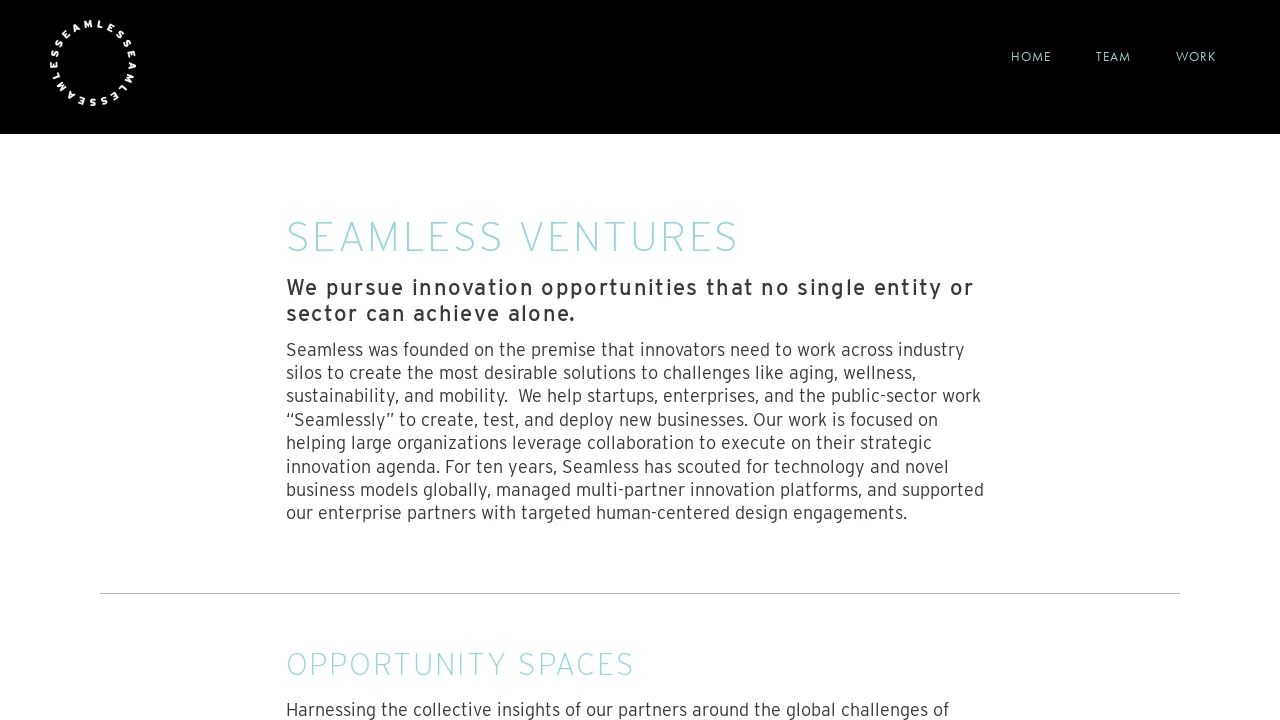 SEAMLESSEAMLESSEAMLESSEAMLES
HOME TEAM WORK
SEAMLESS VENTURES
We pursue innovation opportunities that no single entity or
sector can achieve alone.
Seamless was founded on the premise that innovators need to work across industry
silos to create the most desirable solutions to challenges like aging, wellness,
sustainability, and mobility.  We help startups, enterprises, and the public-sector work
“Seamlessly” to create, test, and deploy new businesses. Our work is focused on
helping large organizations leverage collaboration to execute on their strategic
innovation agenda. For ten years, Seamless has scouted for technology and novel
business models globally, managed multi-partner innovation platforms, and supported
our enterprise partners with targeted human-centered design engagements.
OPPORTUNITY SPACES
Harnessing the collective insights of our partners around the global challenges of